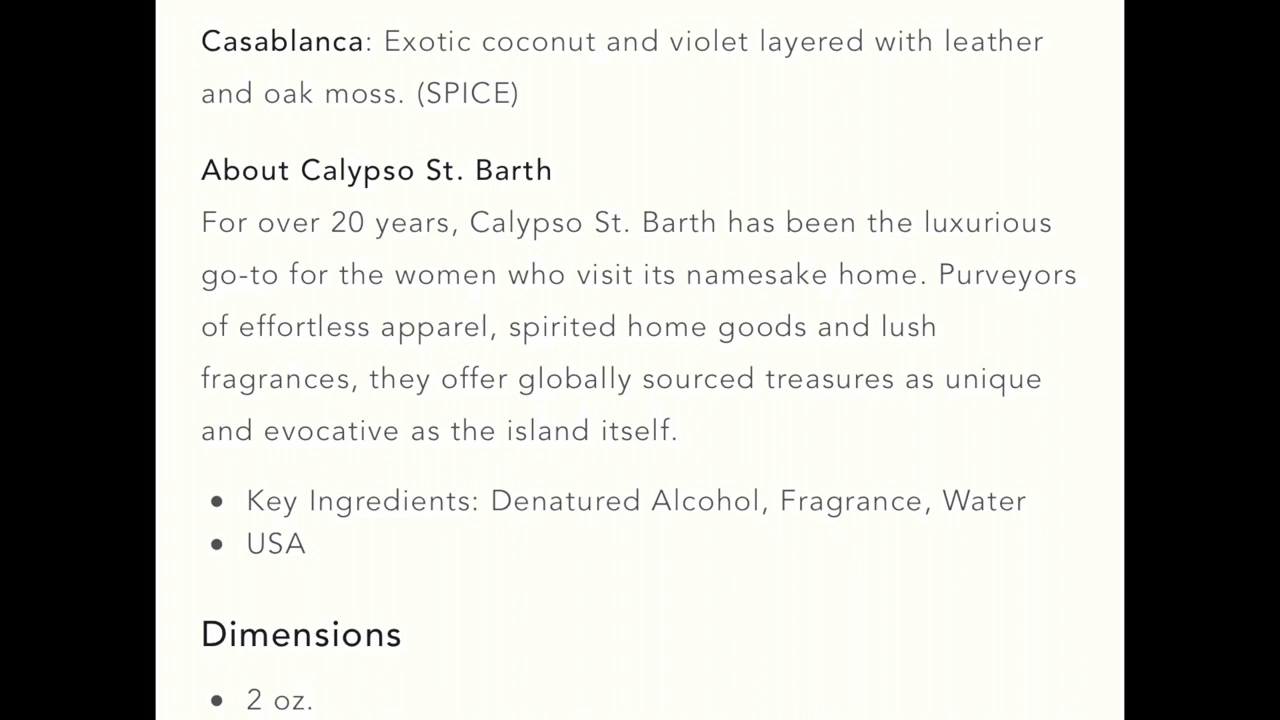 Casablanca: Exotic coconut and violet layered with leather
and oak moss. (SPICE)
About Calypso St. Barth
For over 20 years, Calypso St. Barth has been the luxurious
go-to for the women who visit its namesake home. Purveyors
of effortless apparel, spirited home goods and lush
fragrances, they offer globally sourced treasures as unique
and evocative as the island itself.
• Key Ingredients: Denatured Alcohol, Fragrance, Water
• USA
Dimensions
• 2 oz.